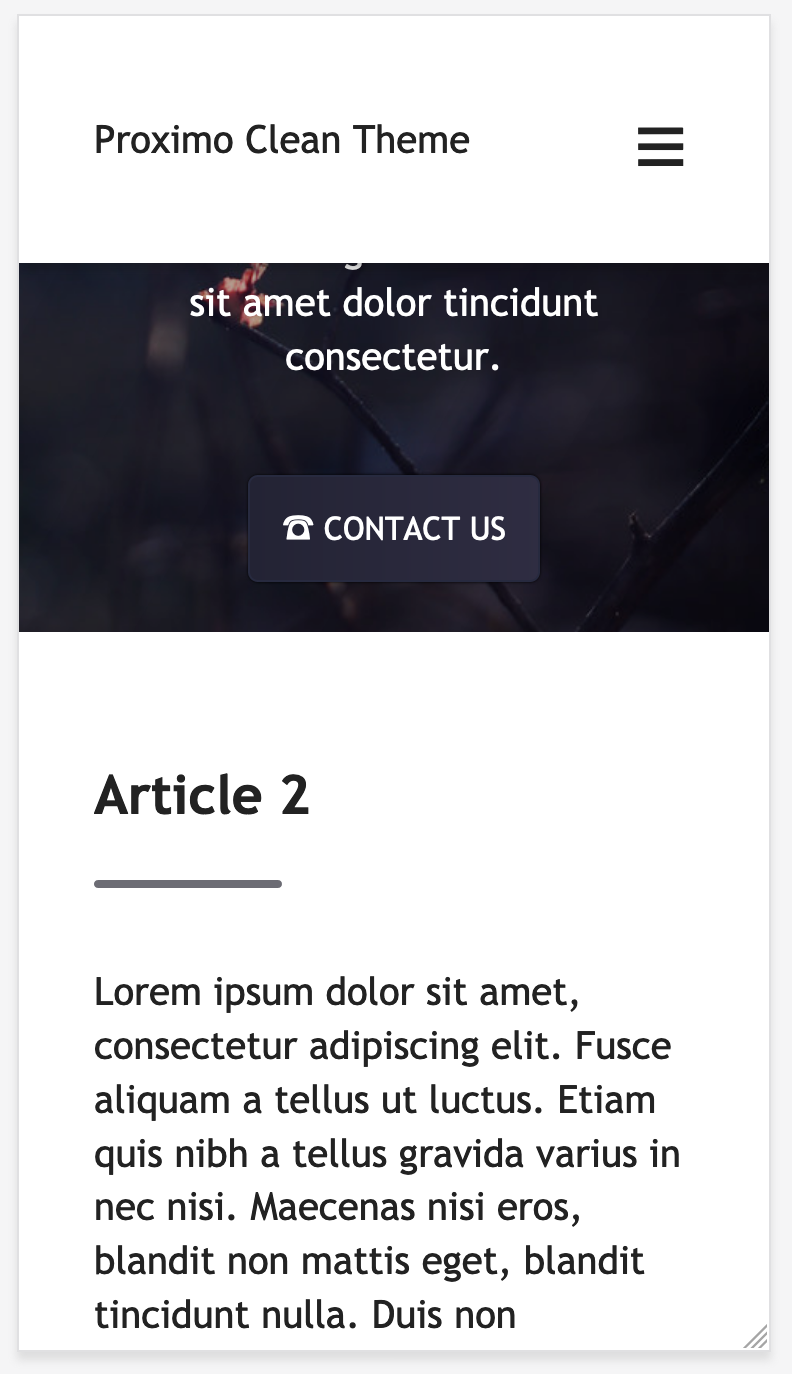 Proximo Clean Theme
sit amet dolor tincidunt
consectetur.
☎ CONTACT US
Article 2
Lorem ipsum dolor sit amet,
consectetur adipiscing elit. Fusce
aliquam a tellus ut luctus. Etiam
quis nibh a tellus gravida varius in
nec nisi. Maecenas nisi eros,
blandit non mattis eget, blandit
tincidunt nulla. Duis non